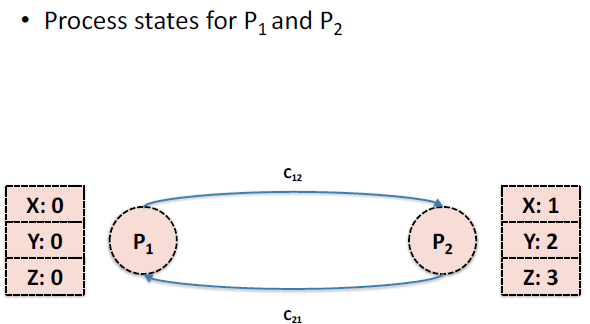 • Process states for P₁ and P₂
C₁₂
X: 0
Y: 0
Z: 0
P₁
P₂
X: 1
Y: 2
Z: 3
C₂₁